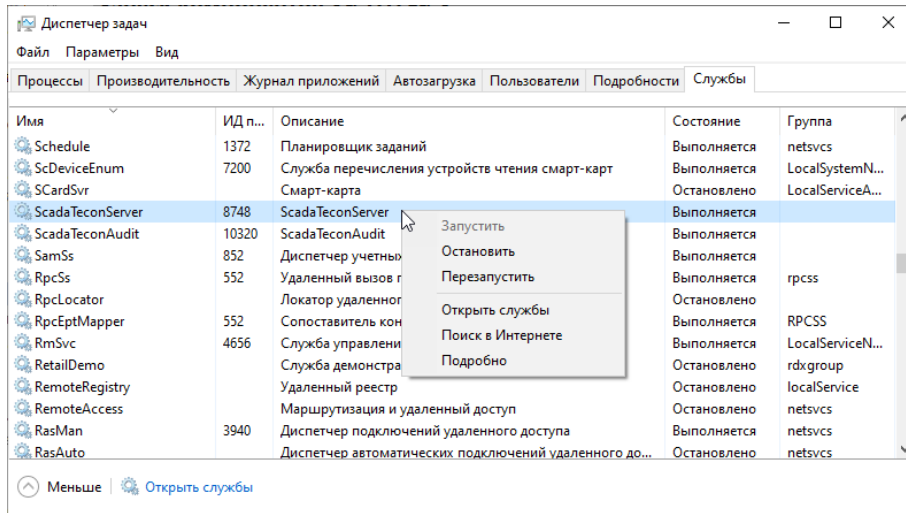 Диспетчер задач
Файл Параметры Вид
Процессы Производительность Журнал приложений Автозагрузка Пользователи Подробности Службы
Имя ИД п... Описание Состояние Группа
Schedule 1372 Планировщик заданий Выполняется netsvcs
ScDeviceEnum 7200 Служба перечисления устройств чтения смарт-карт Выполняется LocalSystemN...
SCardSvr Смарт-карта Остановлено LocalServiceA...
ScadaTeconServer 8748 ScadaTeconServer Выполняется
ScadaTeconAudit 10320 ScadaTeconAudit Выполняется
SamSs 852 Диспетчер учетных Выполняется
RpcSs 552 Удаленный вызов Выполняется rpcss
RpcLocator Локатор Остановлено
RpcEptMapper 552 Сопоставитель Выполняется RPCSS
RmSvc 4656 Служба Выполняется LocalServiceN...
RetailDemo Служба Остановлено rdxgroup
RemoteRegistry Удаленный реестр Остановлено localService
RemoteAccess Маршрутизация и удаленный доступ Остановлено netsvcs
RasMan 3940 Диспетчер подключений удаленного доступа Выполняется netsvcs
RasAuto Диспетчер автоматических подключений удаленного до... Остановлено netsvcs
Запустить
Остановить
Перезапустить
Открыть службы
Поиск в Интернете
Подробно
Меньше Открыть службы